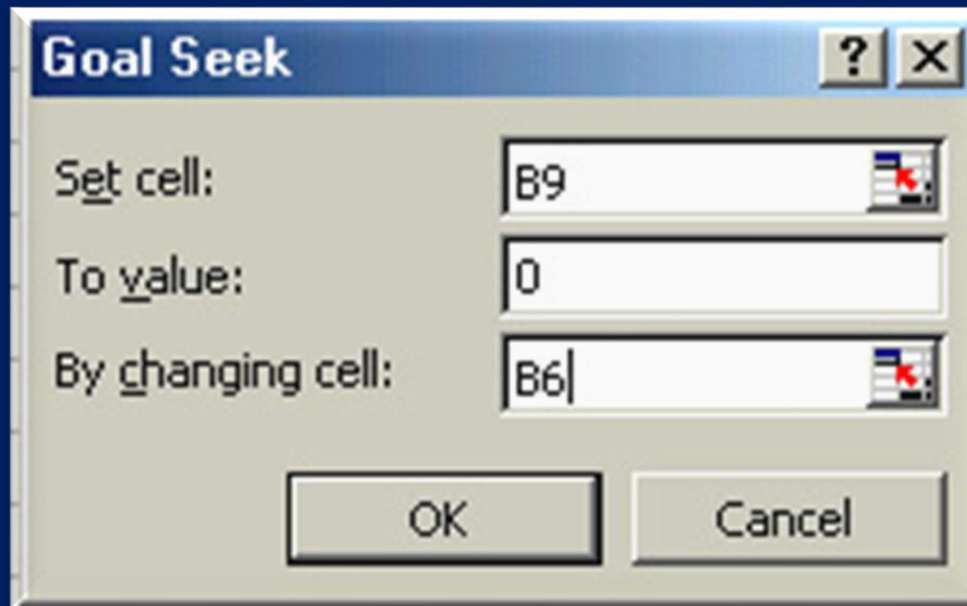 Goal Seek
Set cell: B9
To value: 0
By changing cell: B6
OK Cancel